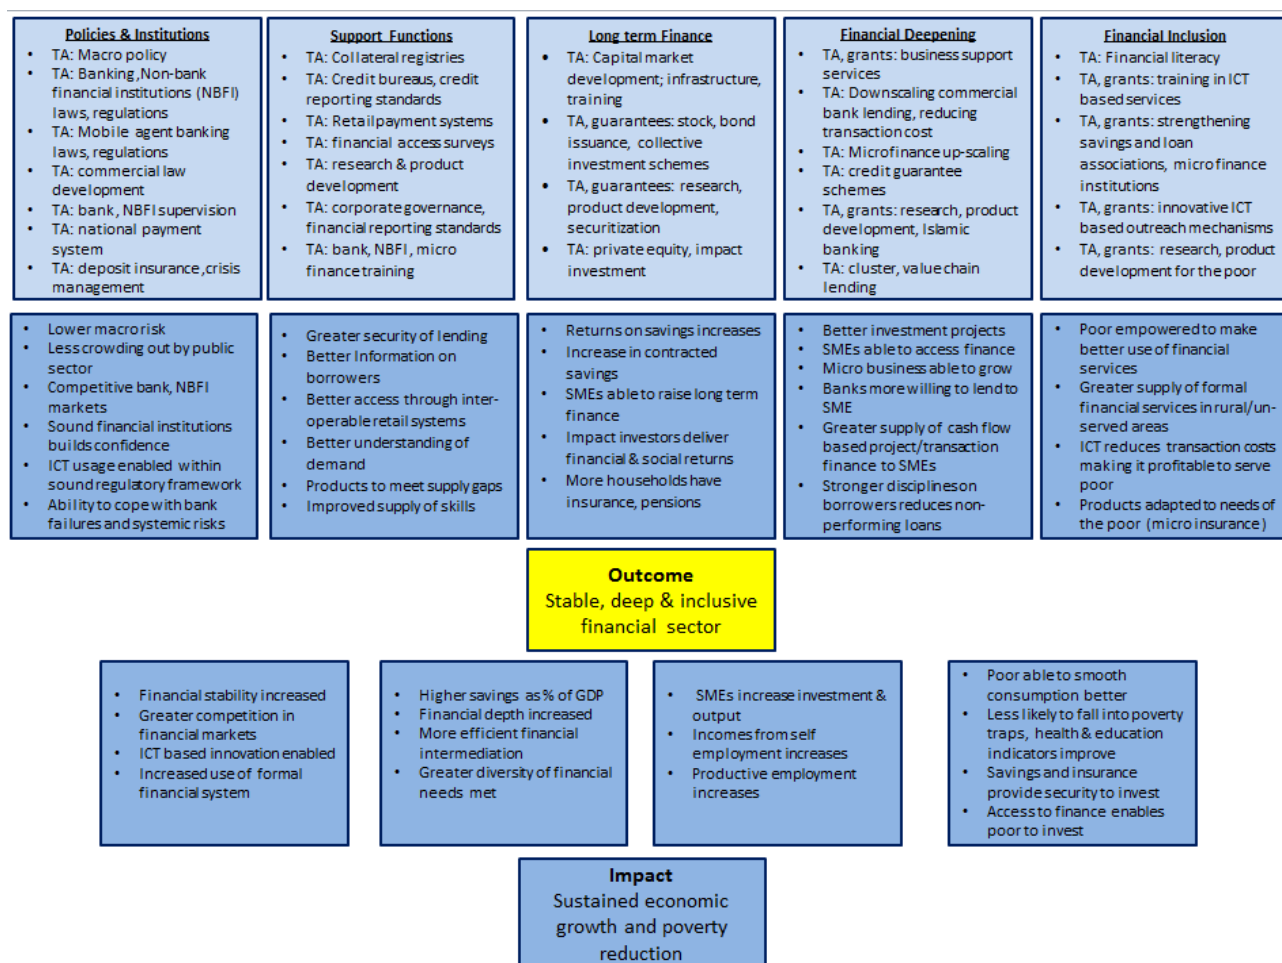 Policies & Institutions
• TA: Macro policy
• TA: Banking ,Non-bank
financial institutions (NBFI)
laws, regulations
• TA: Mobile agent banking
laws, regulations
• TA: commercial law
development
• TA: bank, NBFI supervision
• TA: national payment
system
• TA: deposit insurance ,crisis
management
Support Functions
• TA: Collateral registries
• TA: Credit bureaus, credit
reporting standards
• TA: Retail payment systems
• TA: financial access surveys
• TA: research & product
development
• TA: corporate governance,
financial reporting standards
• TA: bank, NBFI, micro
finance training
Long term Finance
• TA: Capital market
development; infrastructure,
training
• TA, guarantees: stock, bond
issuance, collective
investment schemes
• TA, guarantees: research,
product development,
securitization
• TA: private equity, impact
investment
Financial Deepening
• TA, grants: business support
services
• TA: Downscaling commercial
bank lending, reducing
transaction cost
• TA: Microfinance up-scaling
• TA: credit guarantee
schemes
• TA, grants: research, product
development, Islamic
banking
• TA: cluster, value chain
lending
Financial Inclusion
• TA: Financial literacy
• TA, grants: training in ICT
based services
• TA, grants: strengthening
savings and loan
associations, micro finance
institutions
• TA, grants: innovative ICT
based outreach mechanisms
• TA, grants: research, product
development for the poor
• Lower macro risk
• Less crowding out by public
sector
• Competitive bank, NBFI
markets
• Sound financial institutions
builds confidence
• ICT usage enabled within
sound regulatory framework
• Ability to cope with bank
failures and systemic risks
• Greater security of lending
• Better Information on
borrowers
• Better access through inter-
operable retail systems
• Better understanding of
demand
• Products to meet supply gaps
• Improved supply of skills
• Returns on savings increases
• Increase in contracted
savings
• SMEs able to raise long term
finance
• Impact investors deliver
financial & social returns
• More households have
insurance, pensions
• Better investment projects
• SMEs able to access finance
• Micro business able to grow
• Banks more willing to lend to
SME
• Greater supply of cash flow
based project/transaction
finance to SMEs
• Stronger disciplines on
borrowers reduces non-
performing loans
• Poor empowered to make
better use of financial
services
• Greater supply of formal
financial services in rural/un-
served areas
• ICT reduces transaction costs
making it profitable to serve
poor
• Products adapted to needs of
the poor (micro insurance)
Outcome
Stable, deep & inclusive
financial sector
• Financial stability increased
• Greater competition in
financial markets
• ICT based innovation enabled
• Increased use of formal
financial system
• Higher savings as % of GDP
• Financial depth increased
• More efficient financial
intermediation
• Greater diversity of financial
needs met
• SMEs increase investment &
output
• Incomes from self
employment increases
• Productive employment
increases
• Poor able to smooth
consumption better
• Less likely to fall into poverty
traps, health & education
indicators improve
• Savings and insurance
provide security to invest
• Access to finance enables
poor to invest
Impact
Sustained economic
growth and poverty
reduction